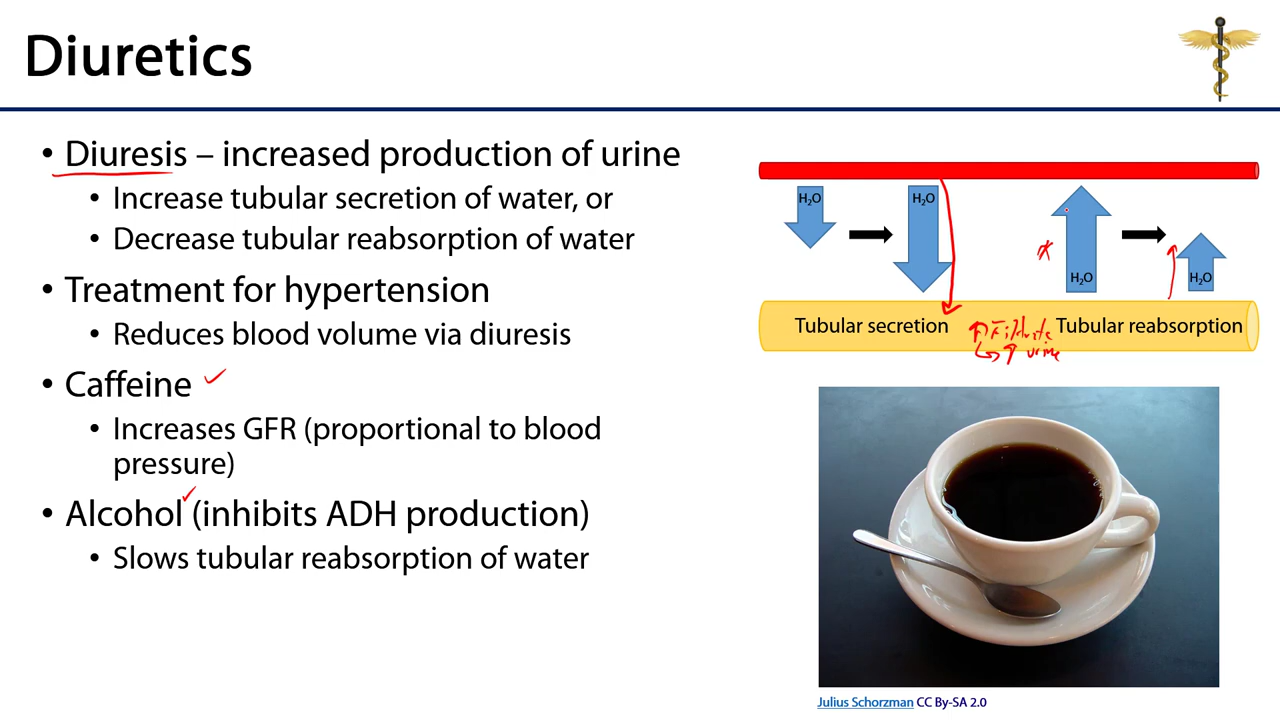 Diuretics
• Diuresis – increased production of urine
• Increase tubular secretion of water, or
• Decrease tubular reabsorption of water
• Treatment for hypertension
• Reduces blood volume via diuresis
• Caffeine
• Increases GFR (proportional to blood
pressure)
• Alcohol (inhibits ADH production)
• Slows tubular reabsorption of water
H₂O
H₂O
H₂O
H₂O
Tubular secretion
↑ Filtrate
↳ ↑ urine
Tubular reabsorption
Julius Schorzman CC By-SA 2.0